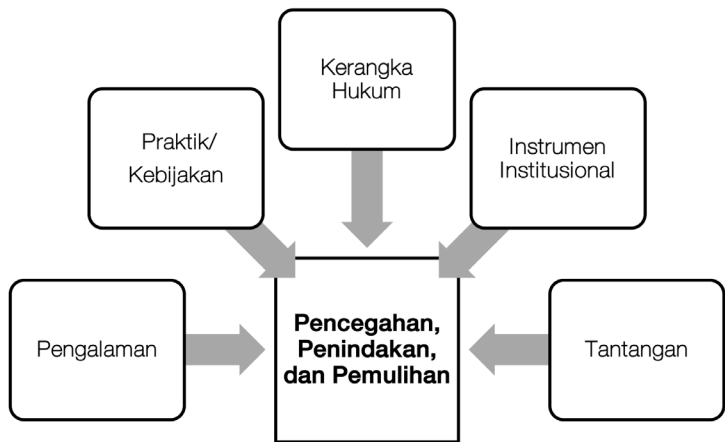 Kerangka
Hukum
Praktik/
Kebijakan
Instrumen
Institusional
Pengalaman
Pencegahan,
Penindakan,
dan Pemulihan
Tantangan